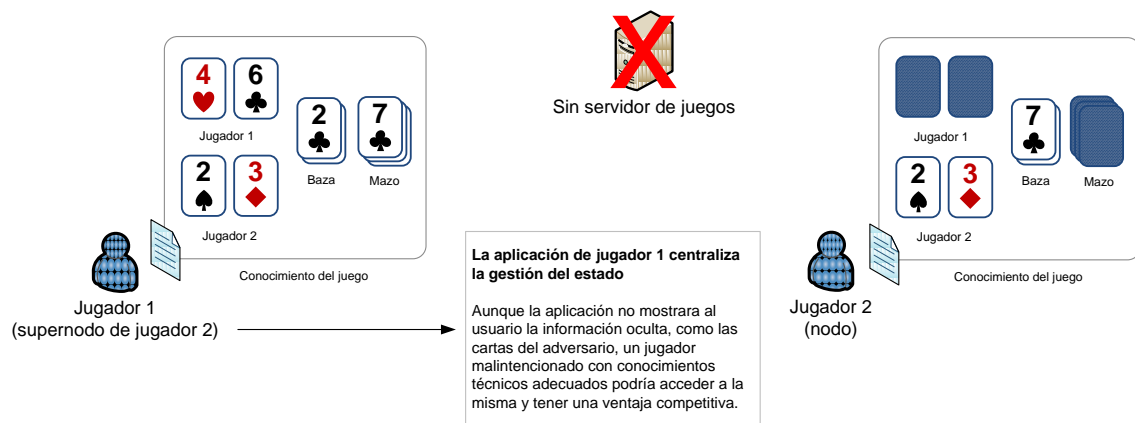 4
6
Jugador 1
2
7
Baza
Mazo
2
3
Jugador 2
Conocimiento del juego
Jugador 1
(supernodo de jugador 2)
Sin servidor de juegos
La aplicación de jugador 1 centraliza
la gestión del estado
Aunque la aplicación no mostrara al
usuario la información oculta, como las
cartas del adversario, un jugador
malintencionado con conocimientos
técnicos adecuados podría acceder a la
misma y tener una ventaja competitiva.
Jugador 1
7
Baza
Mazo
2
3
Jugador 2
Conocimiento del juego
Jugador 2
(nodo)